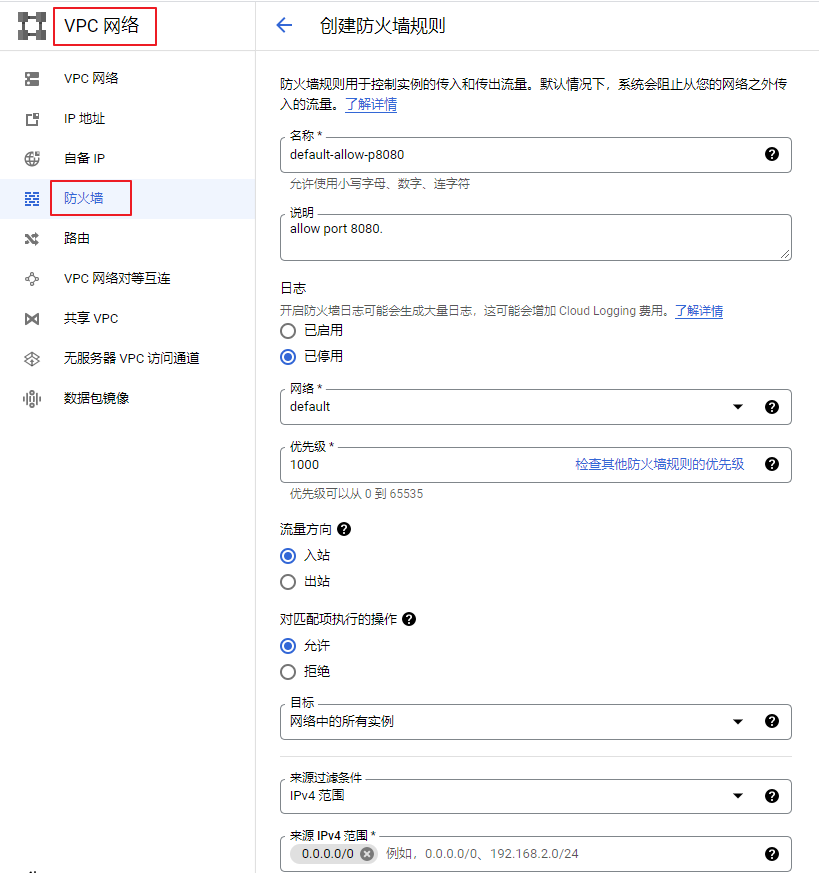 VPC 网络
创建防火墙规则
VPC 网络
IP 地址
自备 IP
防火墙
路由
VPC 网络对等互连
共享 VPC
无服务器 VPC 访问通道
数据包镜像
防火墙规则用于控制实例的传入和传出流量。默认情况下，系统会阻止从您的网络之外传
入的流量。了解详情
名称 *
default-allow-p8080
允许使用小写字母、数字、连字符
说明
allow port 8080.
日志
开启防火墙日志可能会生成大量日志，这可能会增加 Cloud Logging 费用。了解详情
已启用
已停用
网络 *
default
优先级 *
1000 检查其他防火墙规则的优先级
优先级可以从 0 到 65535
流量方向
入站
出站
对匹配项执行的操作
允许
拒绝
目标
网络中的所有实例
来源过滤条件
IPv4 范围
来源 IPv4 范围 *
0.0.0.0/0 例如，0.0.0.0/0、192.168.2.0/24